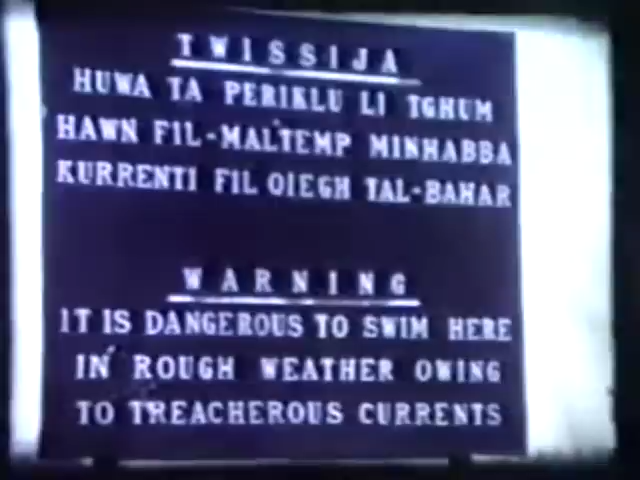 TWISSIJA
HUWA TA PERIKLU LI TGHUM
HAWN FIL-MALTEMP MINHABBA
KURRENTI FIL QIEGH TAL-BAHAR
WARNING
IT IS DANGEROUS TO SWIM HERE
IN ROUGH WEATHER OWING
TO TREACHEROUS CURRENTS